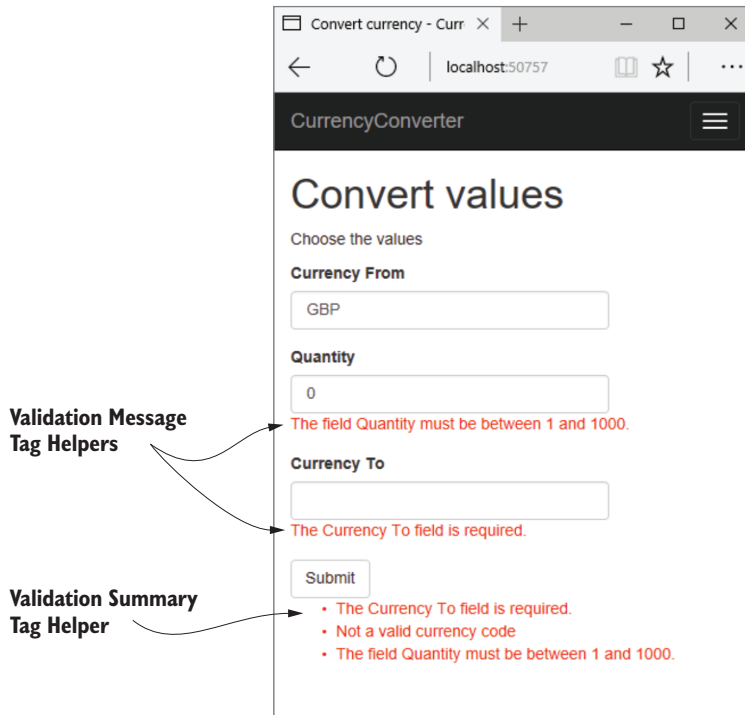 Convert currency - Curr
localhost:50757
CurrencyConverter
Convert values
Choose the values
Currency From
GBP
Quantity
0
Validation Message
Tag Helpers
The field Quantity must be between 1 and 1000.
Currency To
The Currency To field is required.
Submit
Validation Summary
Tag Helper
• The Currency To field is required.
• Not a valid currency code
• The field Quantity must be between 1 and 1000.